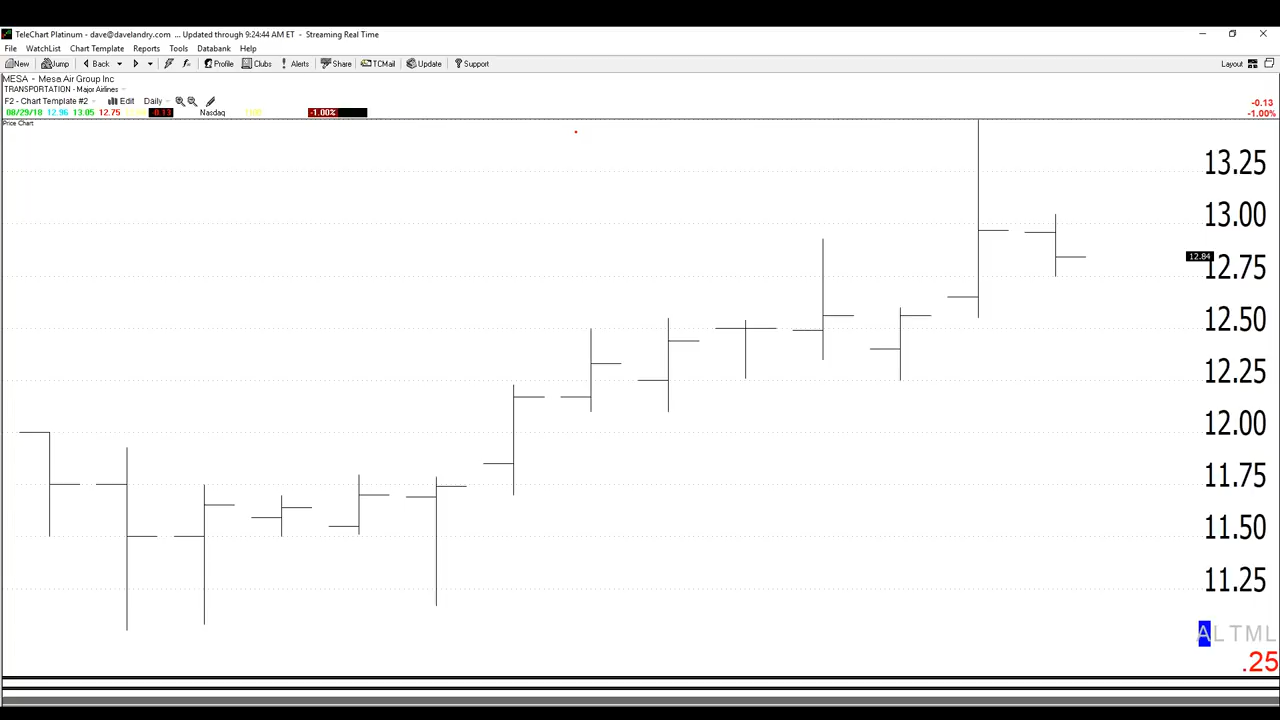 TeleChart Platinum - dave@davelandry.com ... Updated through 9:24:44 AM ET - Streaming Real Time
File WatchList Chart Template Reports Tools Databank Help
New Jump Back Profile Clubs Alerts Share TCMail Update Support Layout
MESA - Mesa Air Group Inc
TRANSPORTATION - Major Airlines
F2 - Chart Template #2 Edit Daily
-0.13
08/29/18 12.96 13.05 12.75 -0.13 Nasdaq -1.00%
-1.00%
Price Chart
13.25
13.00
12.84
12.75
12.50
12.25
12.00
11.75
11.50
11.25
ALTML
.25